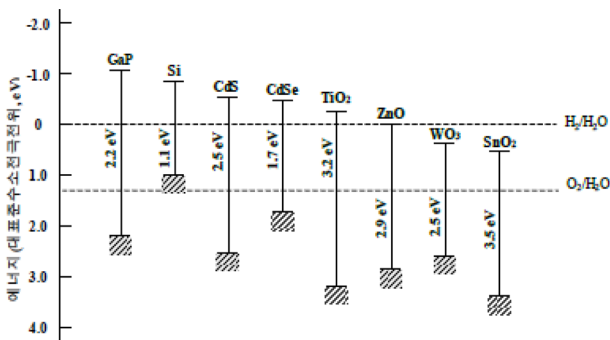 에너지(대표준수소전극전위, eV)
-2.0
-1.0
0
1.0
2.0
3.0
4.0
GaP
Si
CdS
CdSe
TiO₂
ZnO
WO₃
SnO₂
2.2 eV
1.1 eV
2.5 eV
1.7 eV
3.2 eV
2.9 eV
2.5 eV
3.5 eV
H₂/H₂O
O₂/H₂O